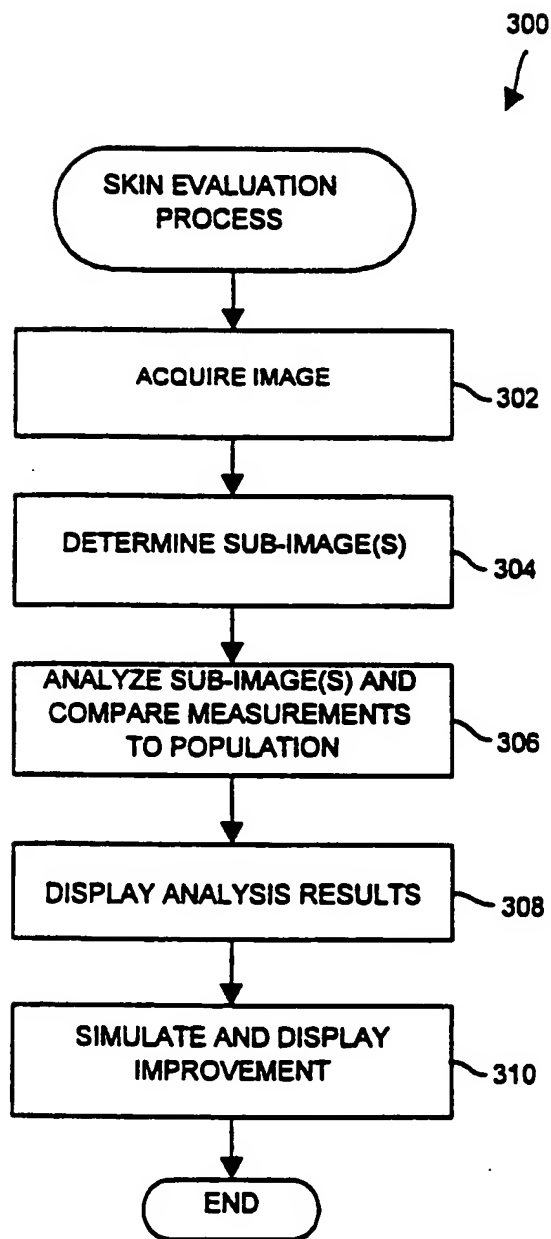 300
SKIN EVALUATION
PROCESS
ACQUIRE IMAGE
302
DETERMINE SUB-IMAGE(S)
304
ANALYZE SUB-IMAGE(S) AND
COMPARE MEASUREMENTS
TO POPULATION
306
DISPLAY ANALYSIS RESULTS
308
SIMULATE AND DISPLAY
IMPROVEMENT
310
END